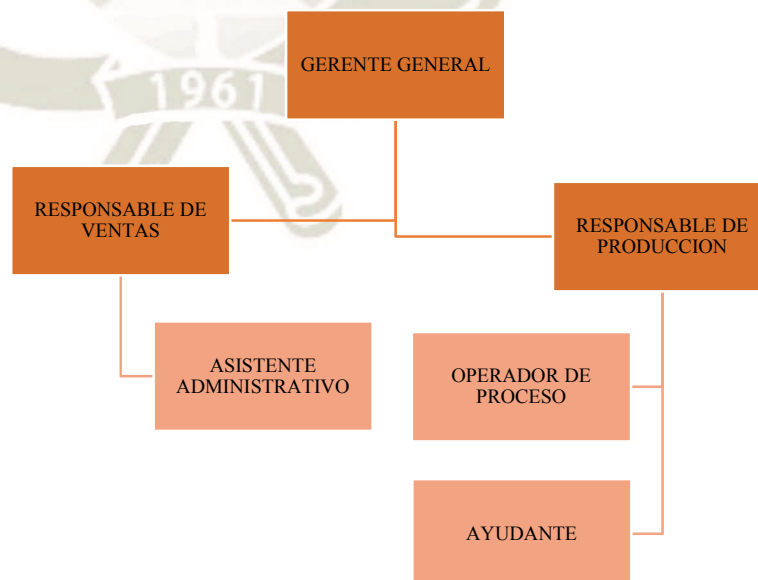 GERENTE GENERAL
1961
RESPONSABLE DE
VENTAS
RESPONSABLE DE
PRODUCCION
ASISTENTE
ADMINISTRATIVO
OPERADOR DE
PROCESO
AYUDANTE